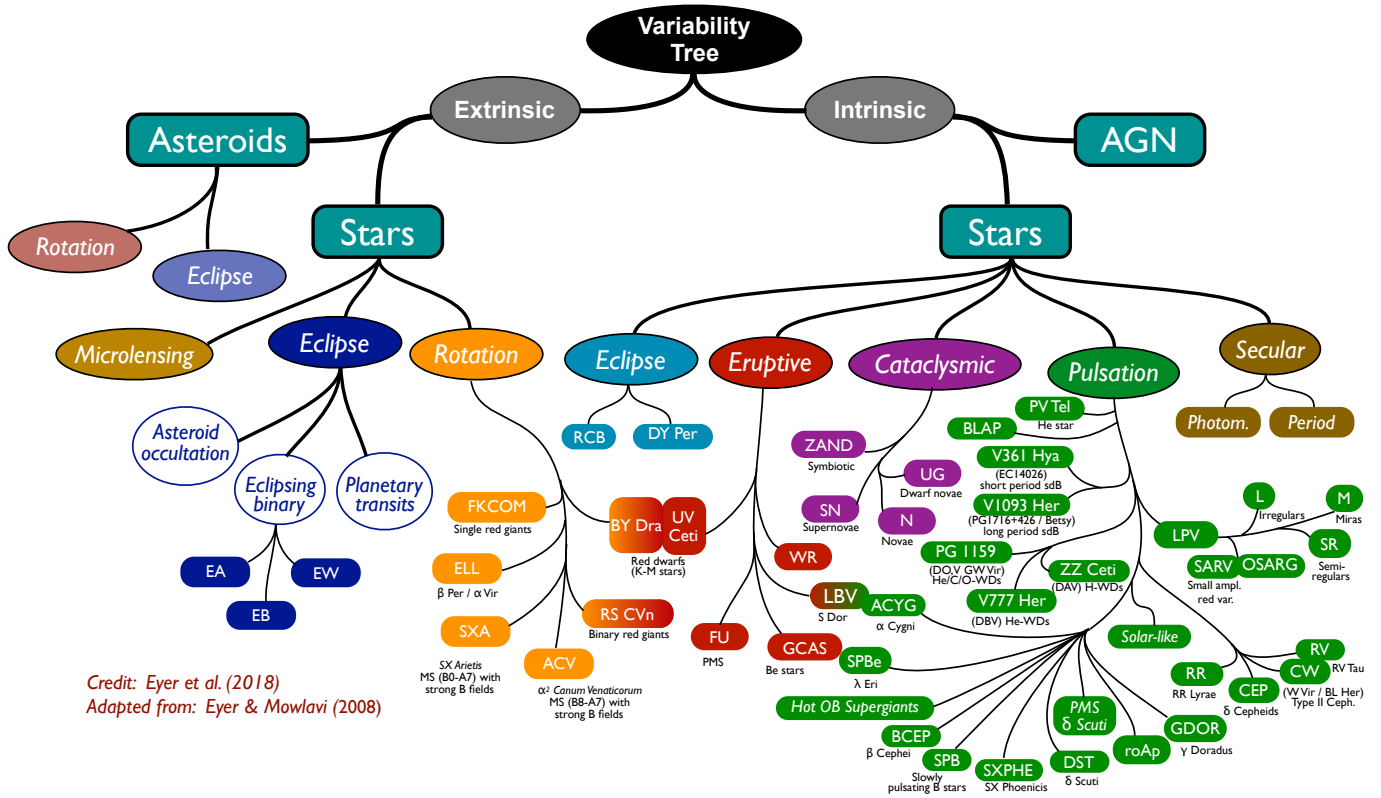 Variability
Tree
Extrinsic
Intrinsic
Asteroids
AGN
Rotation
Eclipse
Stars
Stars
Microlensing
Eclipse
Rotation
Eclipse
Eruptive
Cataclysmic
Pulsation
Secular
Asteroid
occultation
Eclipsing
binary
Planetary
transits
EA
EB
EW
FKCOM
Single red giants
ELL
β Per / α Vir
SXA
SX Arietis
MS (B0-A7) with
strong B fields
ACV
α² Canum Venaticorum
MS (B8-A7) with
strong B fields
BY Dra
UV
Ceti
Red dwarfs
(K-M stars)
RS CVn
Binary red giants
RCB
DY Per
FU
PMS
WR
LBV
S Dor
GCAS
Be stars
ZAND
Symbiotic
SN
Supernovae
UG
Dwarf novae
N
Novae
PV Tel
He star
BLAP
V361 Hya
(EC14026)
short period sdB
V1093 Her
(PG1716+426 / Betsy)
long period sdB
PG 1159
(DO,V GW Vir)
He/C/O-WDs
ZZ Ceti
(DAV) H-WDs
V777 Her
(DBV) He-WDs
ACYG
α Cygni
SPBe
λ Eri
Hot OB Supergiants
BCEP
β Cephei
SPB
Slowly
pulsating B stars
SXPHE
SX Phoenicis
DST
δ Scuti
PMS
δ Scuti
roAp
GDOR
γ Doradus
Solar-like
RR
RR Lyrae
CEP
δ Cepheids
RV
RV Tau
CW
(W Vir / BL Her)
Type II Ceph.
LPV
L
Irregulars
M
Miras
SR
Semi-
regulars
SARV
Small ampl.
red var.
OSARG
Photom.
Period
Credit: Eyer et al. (2018)
Adapted from: Eyer & Mowlavi (2008)